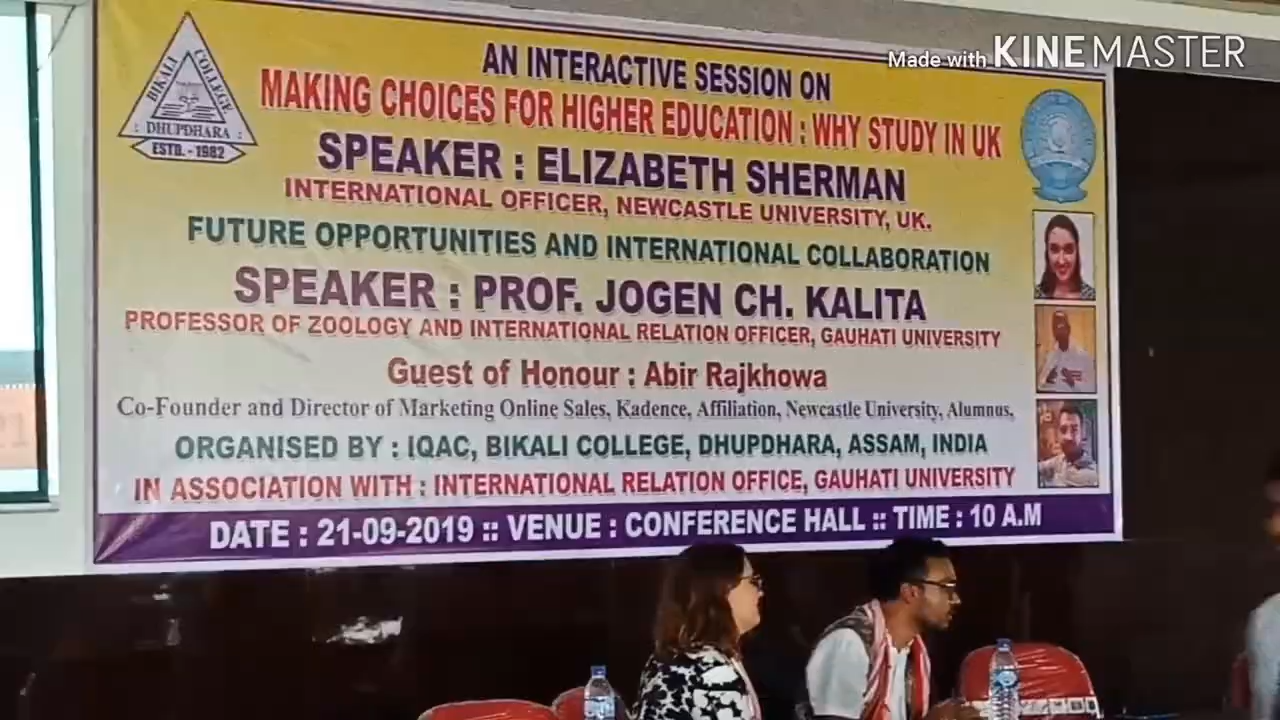 Made with KINEMASTER
BIKALI COLLEGE
: DHUPDHARA :
ESTD. - 1982
AN INTERACTIVE SESSION ON
MAKING CHOICES FOR HIGHER EDUCATION : WHY STUDY IN UK
SPEAKER : ELIZABETH SHERMAN
INTERNATIONAL OFFICER, NEWCASTLE UNIVERSITY, UK.
FUTURE OPPORTUNITIES AND INTERNATIONAL COLLABORATION
SPEAKER : PROF. JOGEN CH. KALITA
PROFESSOR OF ZOOLOGY AND INTERNATIONAL RELATION OFFICER, GAUHATI UNIVERSITY
Guest of Honour : Abir Rajkhowa
Co-Founder and Director of Marketing Online Sales, Kadence, Affiliation, Newcastle University, Alumnus,
ORGANISED BY : IQAC, BIKALI COLLEGE, DHUPDHARA, ASSAM, INDIA
IN ASSOCIATION WITH : INTERNATIONAL RELATION OFFICE, GAUHATI UNIVERSITY
DATE : 21-09-2019 :: VENUE : CONFERENCE HALL :: TIME : 10 A.M